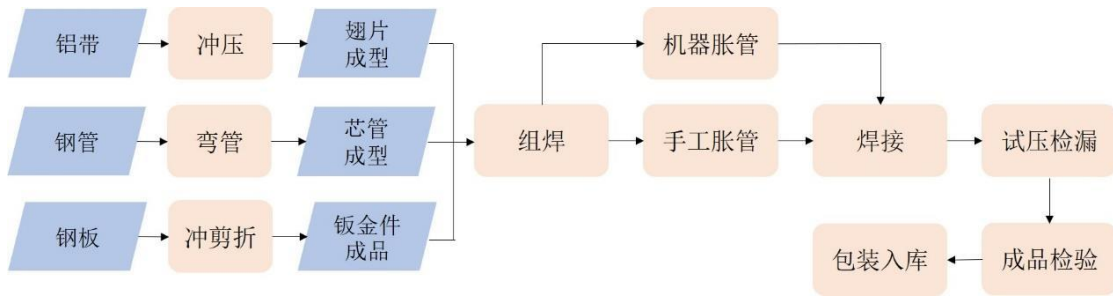 铝带
冲压
翅片
成型
机器胀管
钢管
弯管
芯管
成型
组焊
手工胀管
焊接
试压检漏
钢板
冲剪折
钣金件
成品
包装入库
成品检验